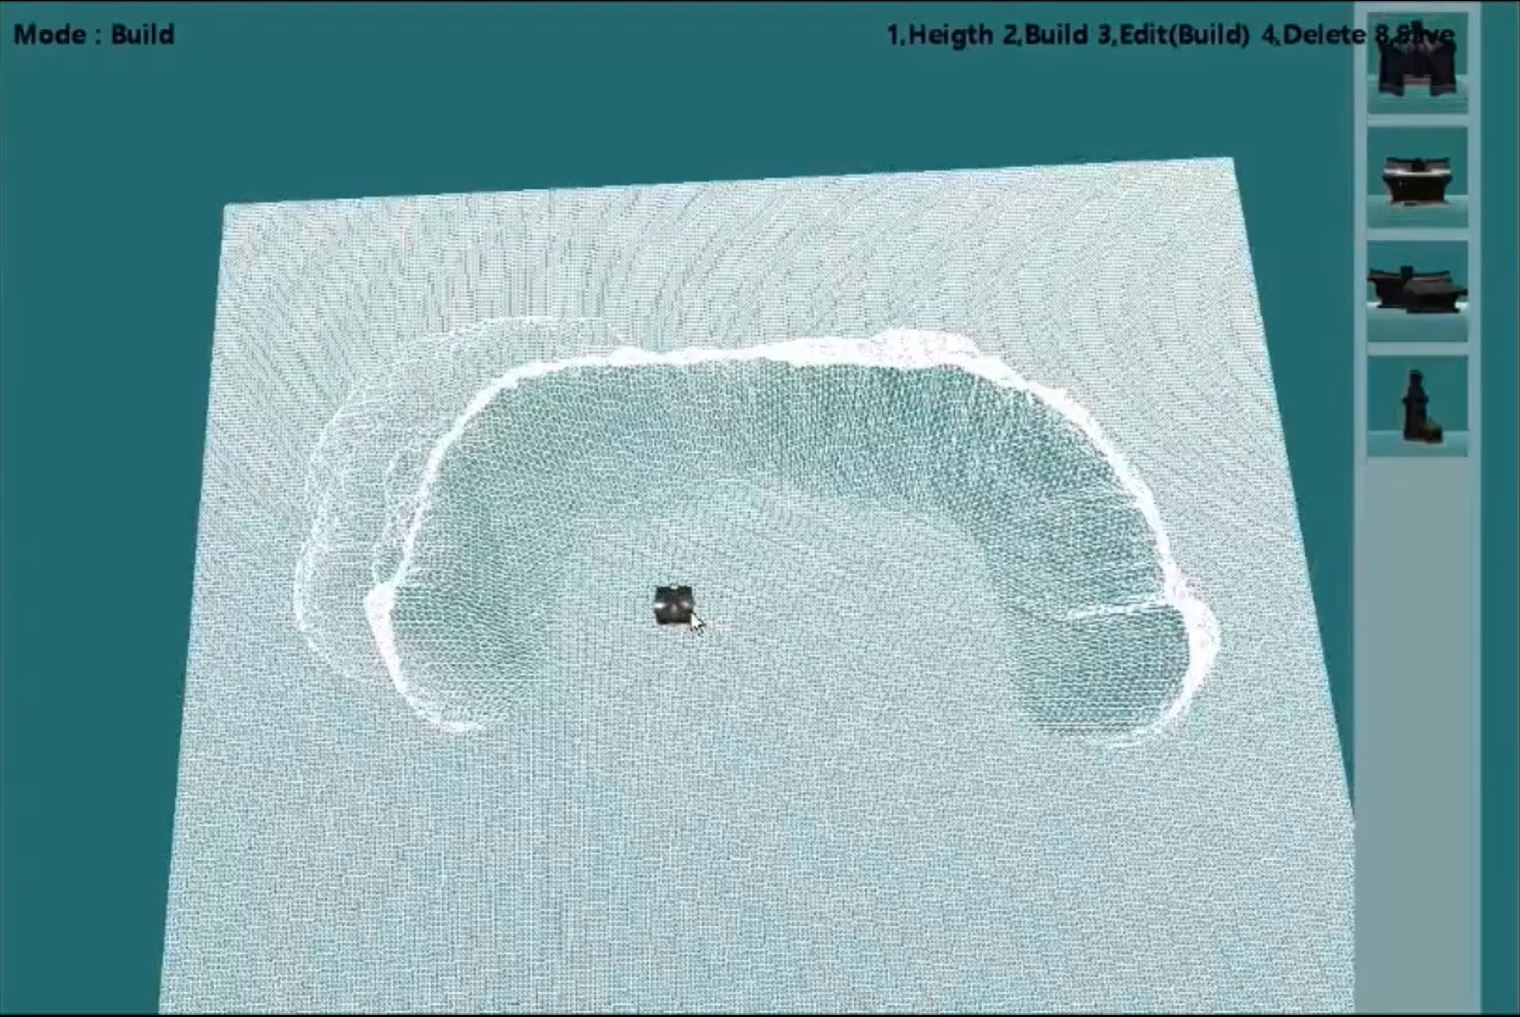 Mode : Build
1,Heigth 2,Build 3,Edit(Build) 4,Delete